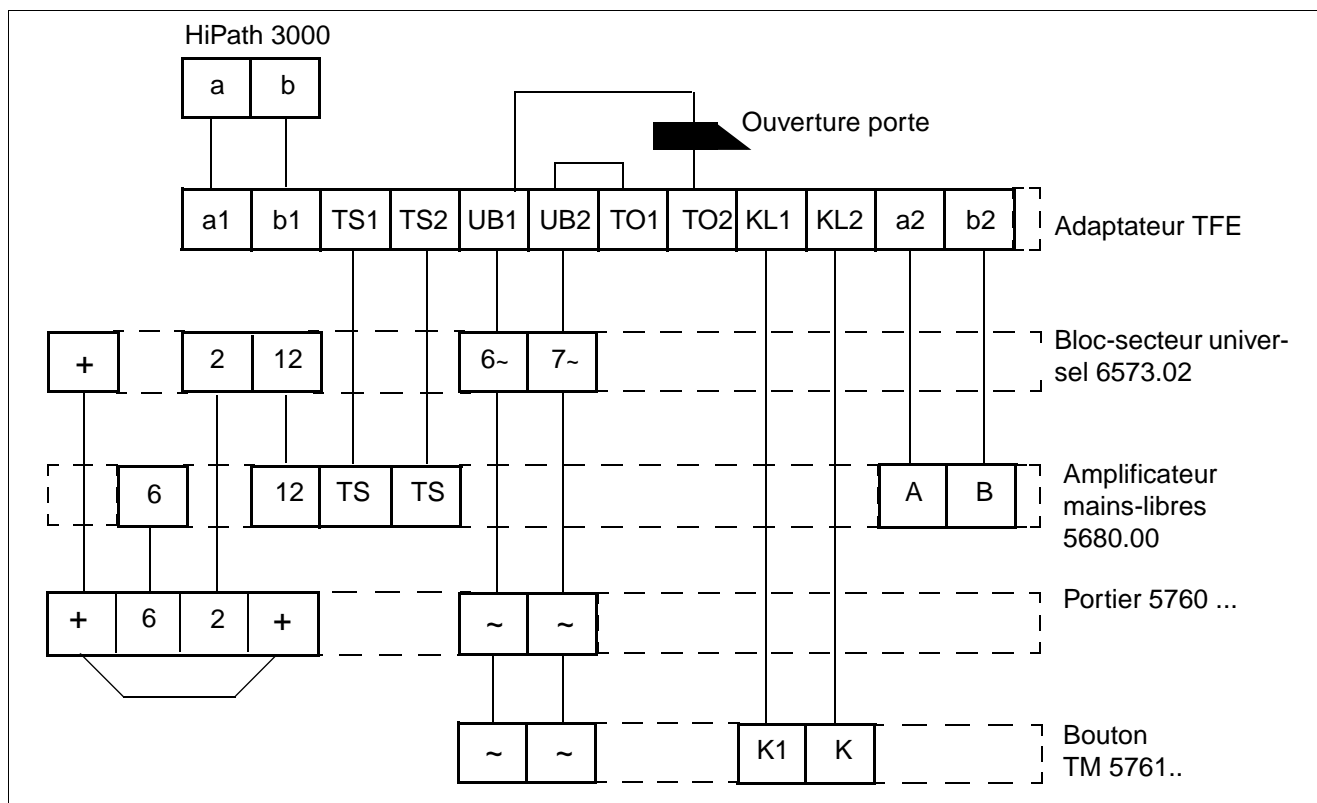 HiPath 3000
a b
Ouverture porte
a1 b1 TS1 TS2 UB1 UB2 TO1 TO2 KL1 KL2 a2 b2
Adaptateur TFE
+ 2 12 6~ 7~
Bloc-secteur univer-
sel 6573.02
6 12 TS TS A B
Amplificateur
mains-libres
5680.00
+ 6 2 + ~ ~
Portier 5760 ...
~ ~ K1 K
Bouton
TM 5761..